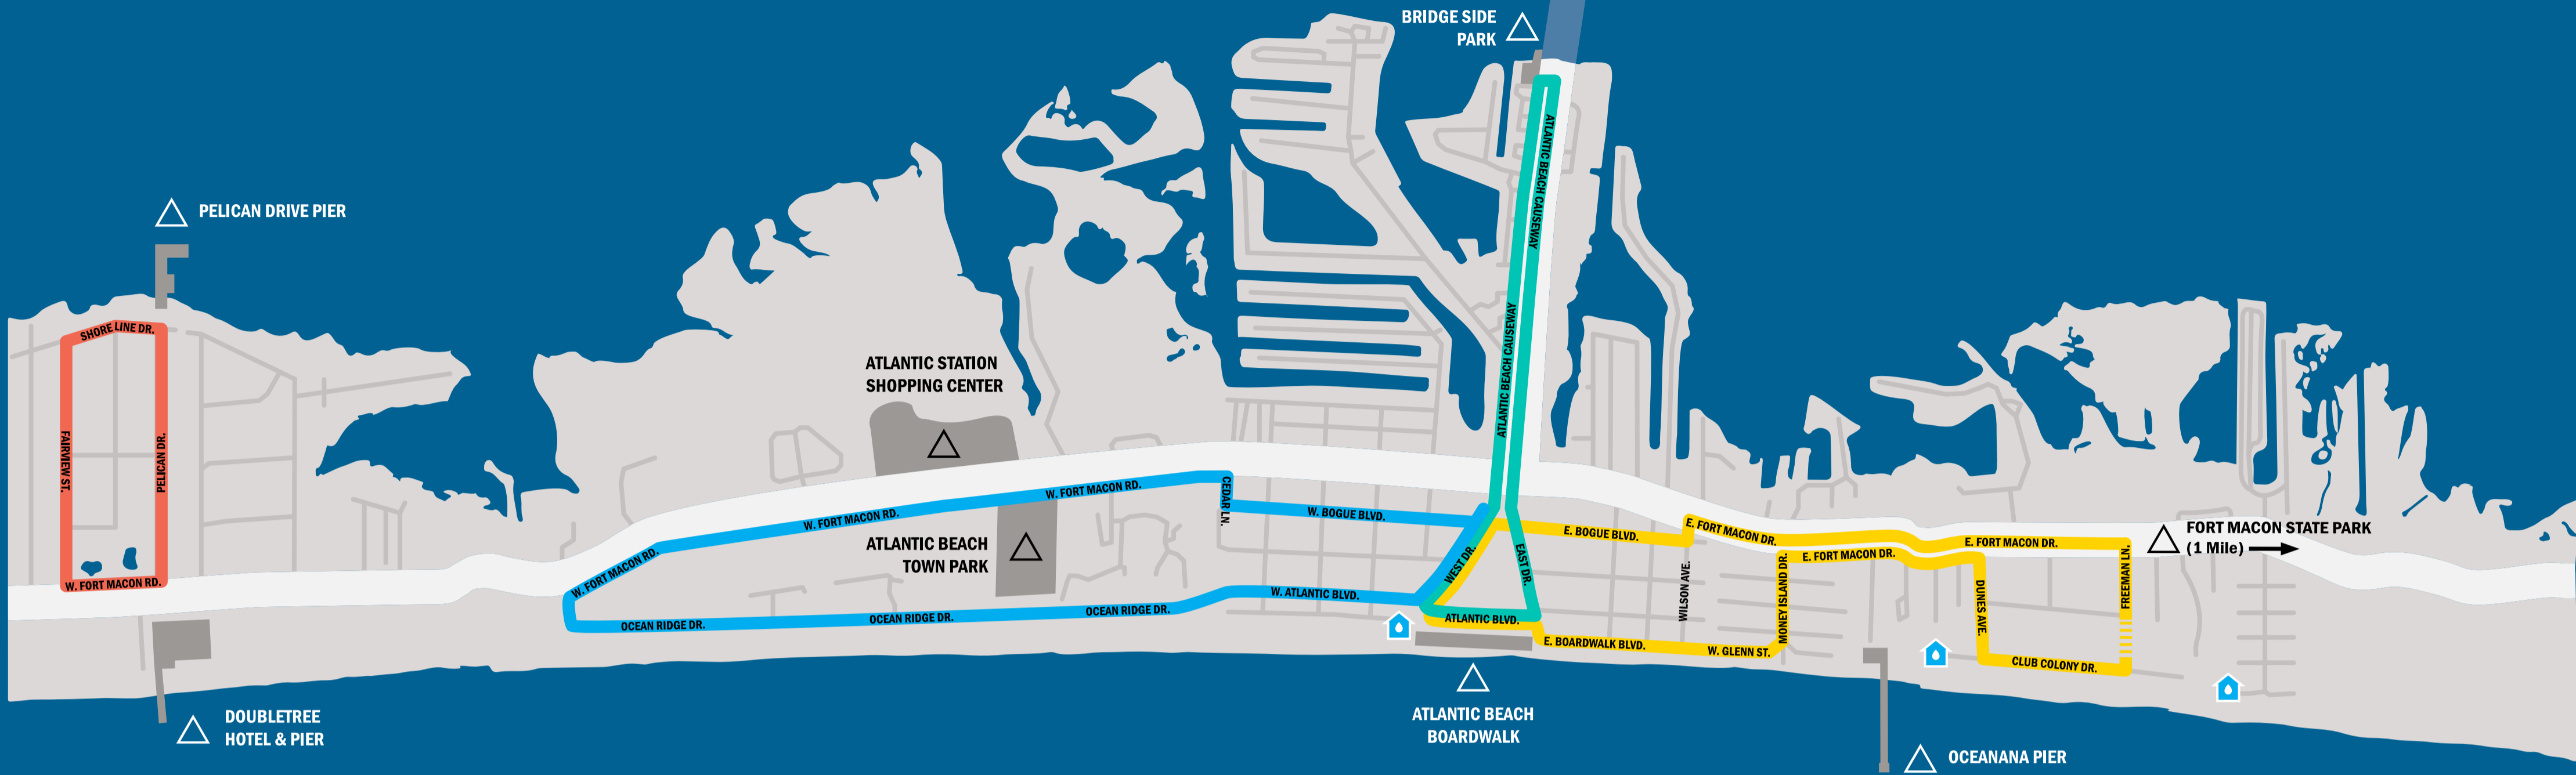 BRIDGE SIDE
PARK
PELICAN DRIVE PIER
SHORE LINE DR.
FAIRVIEW ST.
PELICAN DR.
W. FORT MACON RD.
DOUBLETREE
HOTEL & PIER
ATLANTIC STATION
SHOPPING CENTER
W. FORT MACON RD.
W. FORT MACON RD.
W. FORT MACON RD.
CEDAR LN.
W. BOGUE BLVD.
ATLANTIC BEACH
TOWN PARK
OCEAN RIDGE DR.
OCEAN RIDGE DR.
OCEAN RIDGE DR.
W. ATLANTIC BLVD.
ATLANTIC BEACH CAUSEWAY
ATLANTIC BEACH CAUSEWAY
WEST DR.
EAST DR.
ATLANTIC BLVD.
ATLANTIC BEACH
BOARDWALK
E. BOGUE BLVD.
E. BOARDWALK BLVD.
WILSON AVE.
W. GLENN ST.
MONEY ISLAND DR.
E. FORT MACON DR.
E. FORT MACON DR.
E. FORT MACON DR.
DUNES AVE.
CLUB COLONY DR.
FREEMAN LN.
FORT MACON STATE PARK
(1 Mile)
OCEANANA PIER